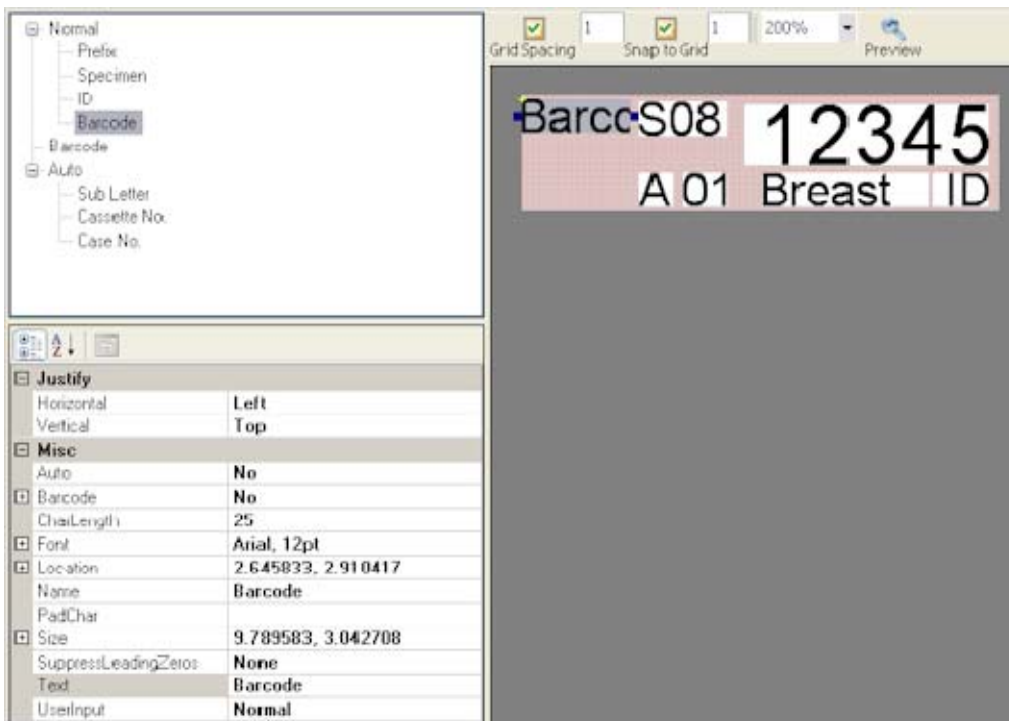 Normal
Prefix
Specimen
ID
Barcode
Barcode
Auto
Sub Letter
Cassette No.
Case No.
Grid Spacing 1
Snap to Grid 1
200%
Preview
Barcc S08 12345
A 01 Breast ID
A Z
Justify
Horizontal Left
Vertical Top
Misc
Auto No
Barcode No
CharLength 25
Font Arial, 12pt
Location 2.645833, 2.910417
Name Barcode
PadChar
Size 9.789583, 3.042708
SuppressLeadingZeros None
Text Barcode
UserInput Normal